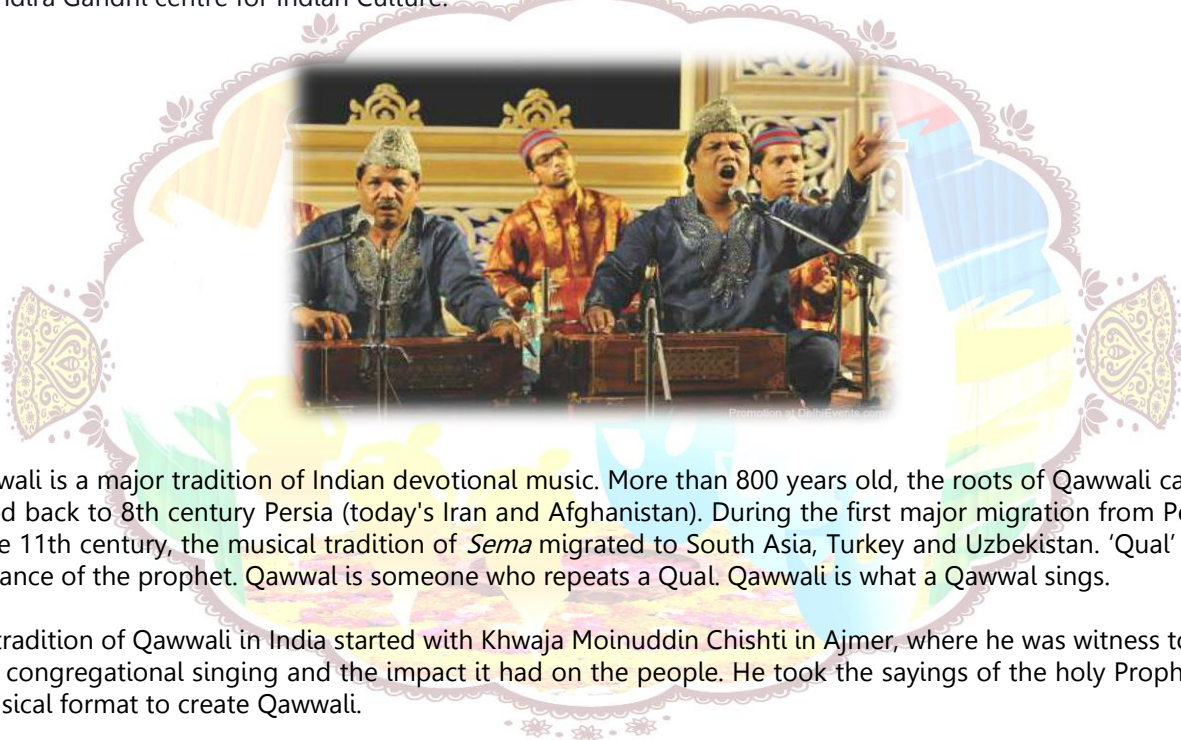 ndira Gandhi centre for Indian Culture.
Promotion at DelhiEvents.com
wali is a major tradition of Indian devotional music. More than 800 years old, the roots of Qawwali ca
d back to 8th century Persia (today's Iran and Afghanistan). During the first major migration from Pe
e 11th century, the musical tradition of Sema migrated to South Asia, Turkey and Uzbekistan. ‘Qual’
ance of the prophet. Qawwal is someone who repeats a Qual. Qawwali is what a Qawwal sings.
tradition of Qawwali in India started with Khwaja Moinuddin Chishti in Ajmer, where he was witness to
congregational singing and the impact it had on the people. He took the sayings of the holy Proph
sical format to create Qawwali.